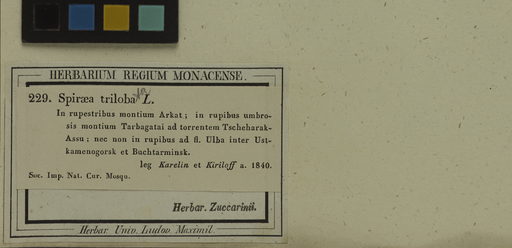 HERBARIUM REGIUM MONACENSE.
229. Spiræa triloba L.
In rupestribus montium Arkat; in rupibus umbro-
sis montium Tarbagatai ad torrentem Tscheharak-
Assu; nec non in rupibus ad fl. Ulba inter Ust-
kamenogorsk et Buchtarminsk.
leg Karelin et Kiriloff a. 1840.
Soc. Imp. Nat. Cur. Mosqu.
Herbar. Zuccarinii.
Herbar. Univ. Ludov. Maximil.